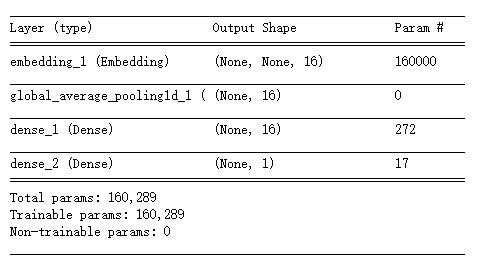 Layer (type) Output Shape Param #
embedding_1 (Embedding) (None, None, 16) 160000
global_average_pooling1d_1 ( (None, 16) 0
dense_1 (Dense) (None, 16) 272
dense_2 (Dense) (None, 1) 17
Total params: 160,289
Trainable params: 160,289
Non-trainable params: 0